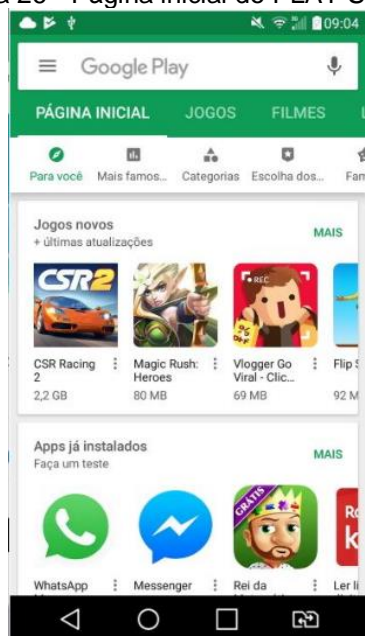 Página inicial do
09:04
Google Play
PÁGINA INICIAL JOGOS FILMES
Para você Mais famos... Categorias Escolha dos... Fam
Jogos novos
+ últimas atualizações
MAIS
CSR2
REC
% OFF
CSR Racing
2
2,2 GB
Magic Rush:
Heroes
80 MB
Vlogger Go
Viral - Clic...
69 MB
Flip
92 M
Apps já instalados
Faça um teste
MAIS
GRÁTIS
Ro
k
WhatsApp
Messenger
Rei da
Ler li